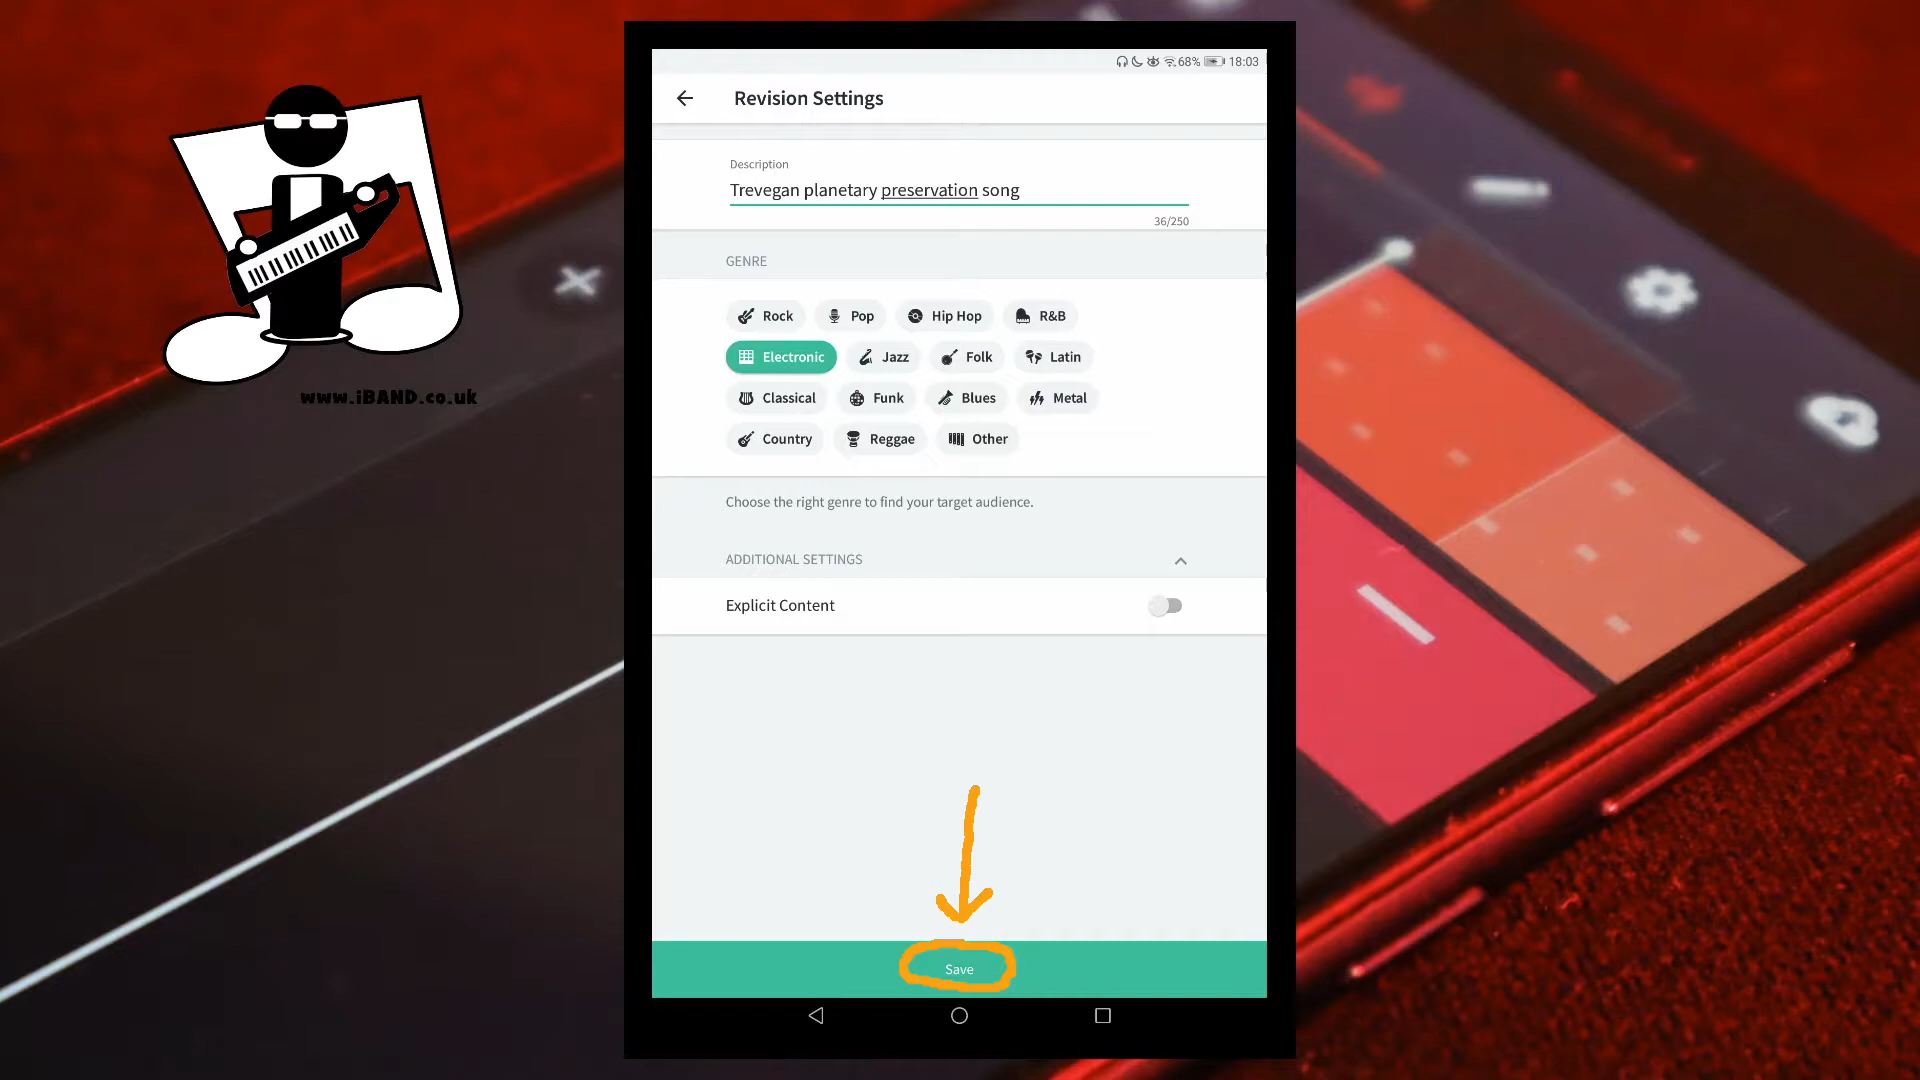 www.iBAND.co.uk
68% 18:03
Revision Settings
Description
Trevegan planetary preservation song
36/250
GENRE
Rock Pop Hip Hop R&B
Electronic Jazz Folk Latin
Classical Funk Blues Metal
Country Reggae Other
Choose the right genre to find your target audience.
ADDITIONAL SETTINGS
Explicit Content
Save